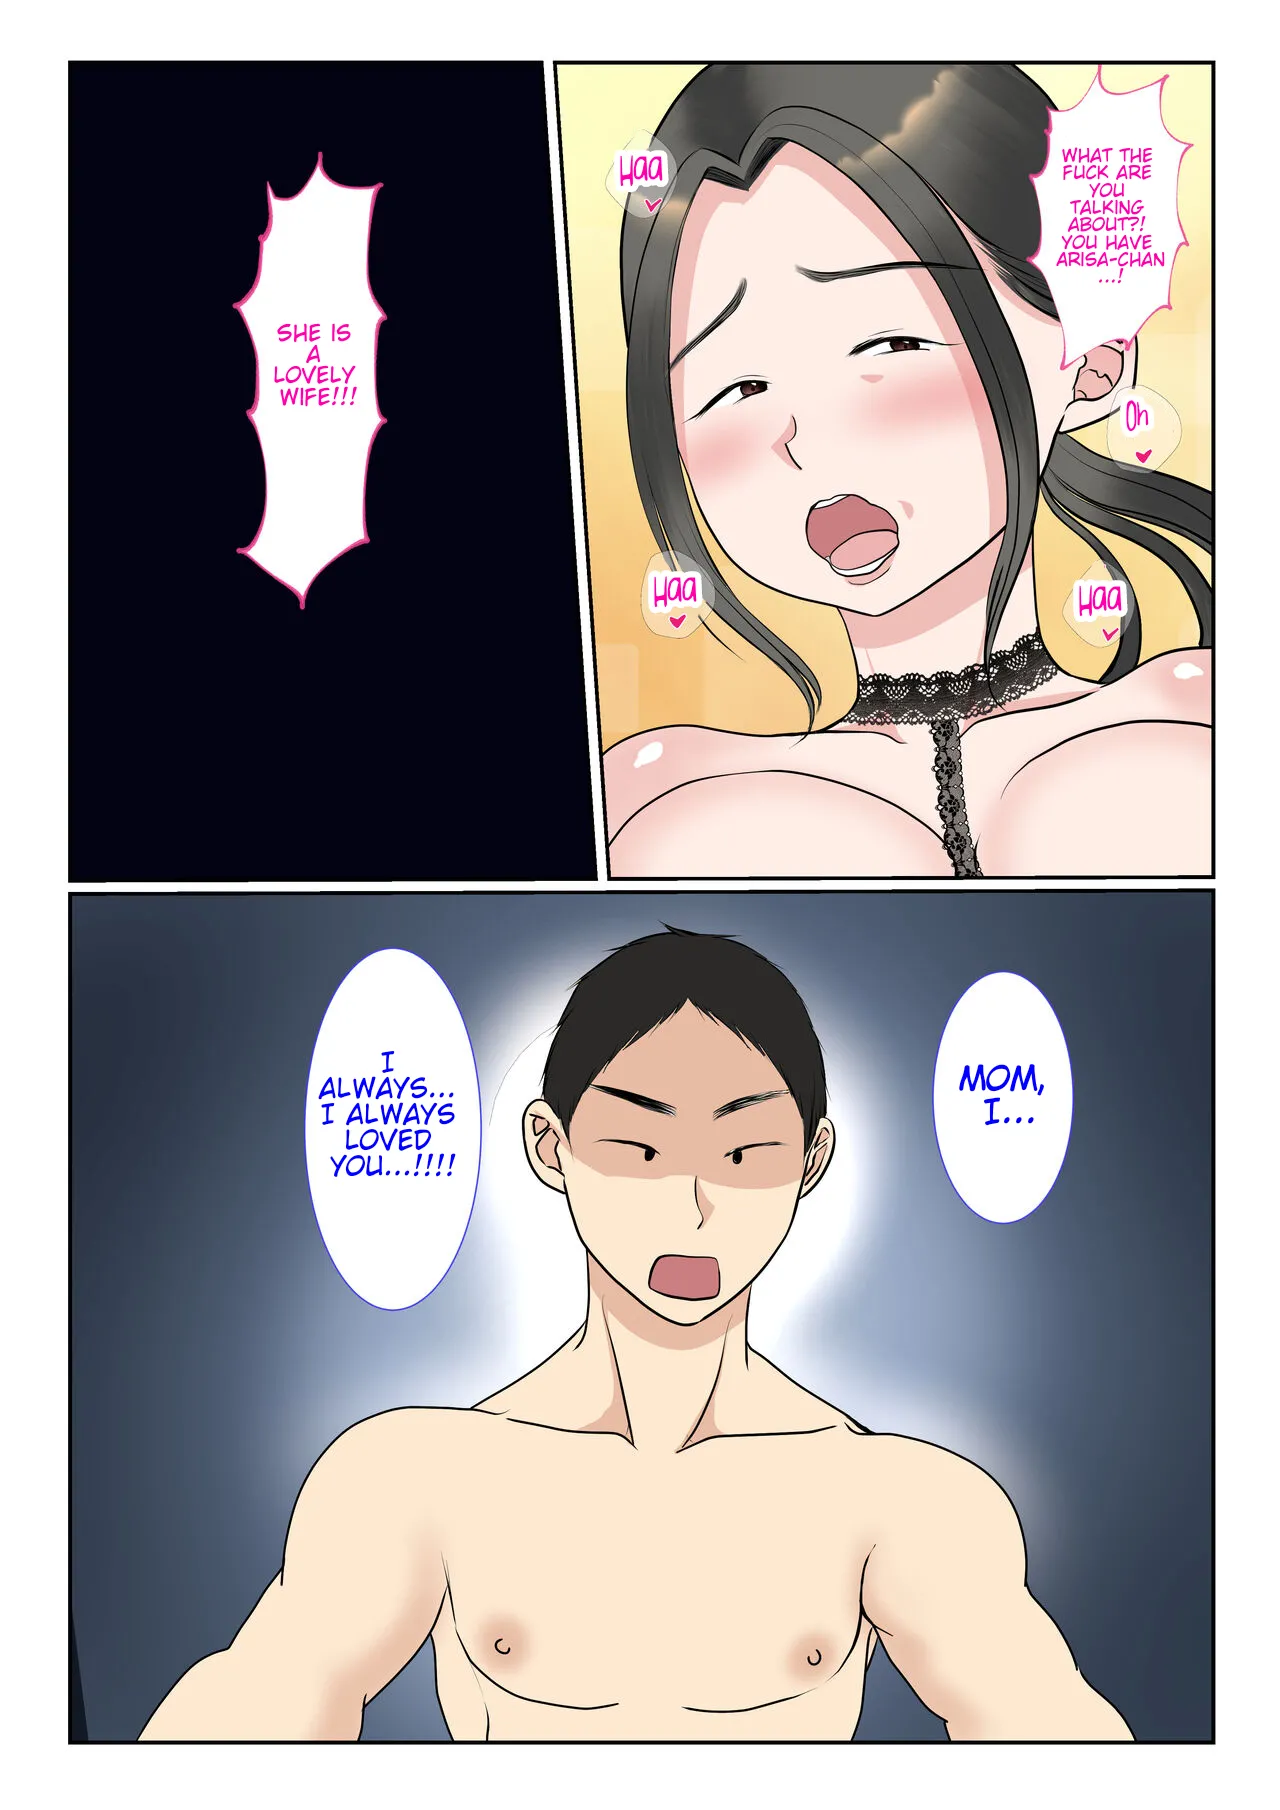 WHAT THE
FUCK ARE
YOU
TALKING
ABOUT?!
YOU HAVE
ARISA-CHAN
...!
Haa
Oh
Haa
Haa
SHE IS
A
LOVELY
WIFE!!!
MOM,
I...
I
ALWAYS...
I ALWAYS
LOVED
YOU...!!!!